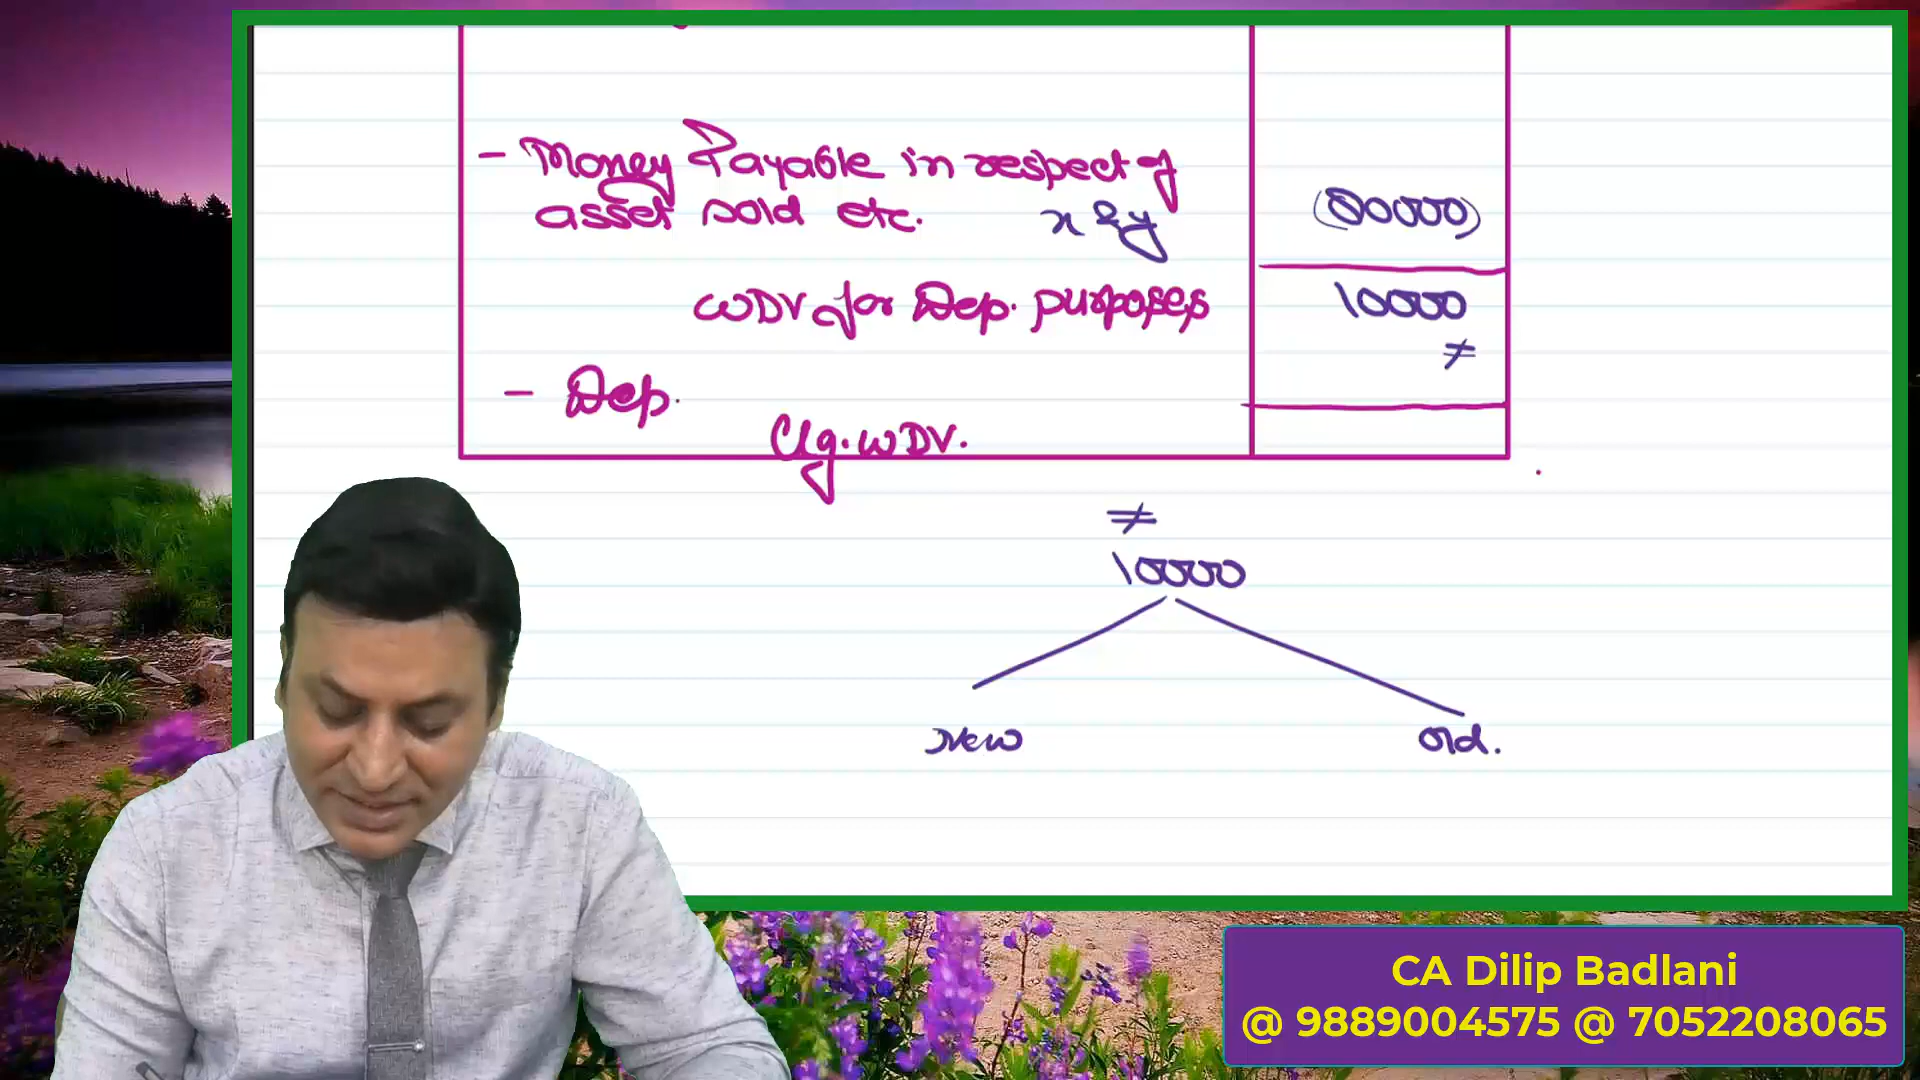 - Money Payable in respect of
asset sold etc. x & y (80000)
WDV for Dep. purposes 10000
≠
- Dep.
Clg. WDV.
≠
10000
New Old.
CA Dilip Badlani
@ 9889004575 @ 7052208065